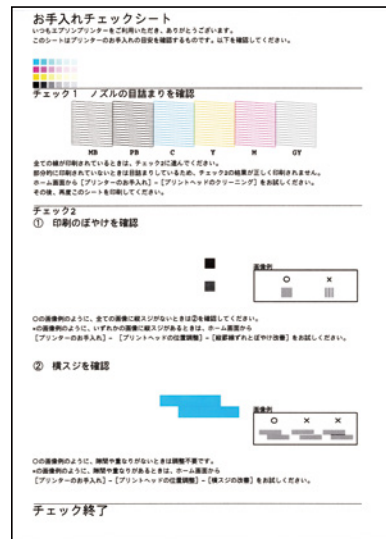 お手入れチェックシート
いつもエプソンプリンターをご利用いただき、ありがとうございます。
このシートはプリンターのお手入れの目安を確認するものです。以下を確認してください。
チェック1 ノズルの目詰まりを確認
MB PB C Y M GY
全ての線が印刷されているときは、チェック2に進んでください。
部分的に印刷されていないときは目詰まりしているため、チェック2の結果が正しく印刷されません。
ホーム画面から [プリンターのお手入れ] - [プリントヘッドのクリーニング] をお試しください。
その後、再度このシートを印刷してください。
チェック2
① 印刷のぼやけを確認
画像例
○ ×
○の画像例のように、全ての画像に縦スジがないときは②を確認してください。
×の画像例のように、いずれかの画像に縦スジがあるときは、ホーム画面から
[プリンターのお手入れ] - [プリントヘッドの位置調整] - [縦罫線ずれとぼやけ改善] をお試しください。
② 横スジを確認
画像例
○ × ×
○の画像例のように、隙間や重なりがないときは調整不要です。
×の画像例のように、隙間や重なりがあるときは、ホーム画面から
[プリンターのお手入れ] - [プリントヘッドの位置調整] - [横スジの改善] をお試しください。
チェック終了